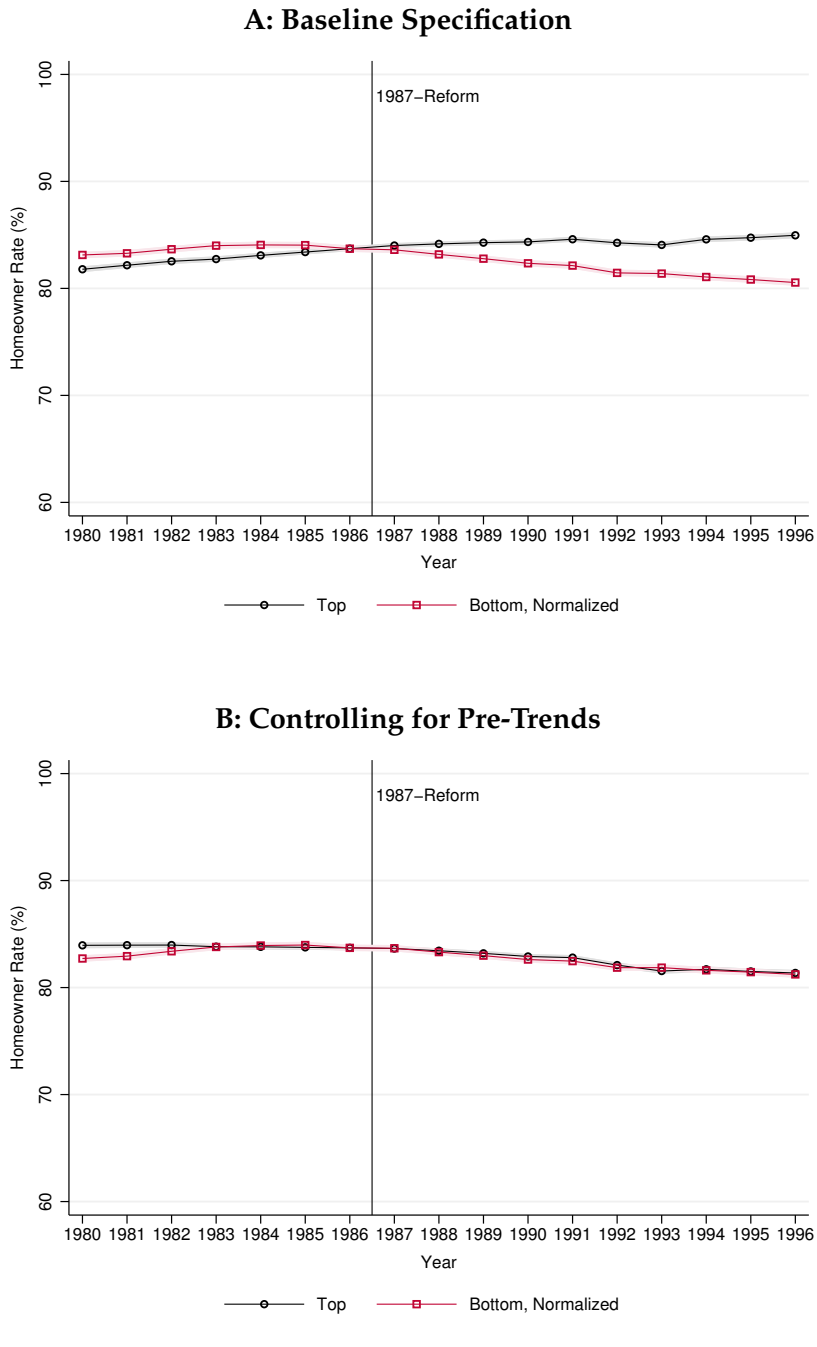 A: Baseline Specification
100
1987−Reform
90
80
70
60
Homeowner Rate (%)
1980 1981 1982 1983 1984 1985 1986 1987 1988 1989 1990 1991 1992 1993 1994 1995 1996
Year
Top Bottom, Normalized
B: Controlling for Pre-Trends
100
1987−Reform
90
80
70
60
Homeowner Rate (%)
1980 1981 1982 1983 1984 1985 1986 1987 1988 1989 1990 1991 1992 1993 1994 1995 1996
Year
Top Bottom, Normalized